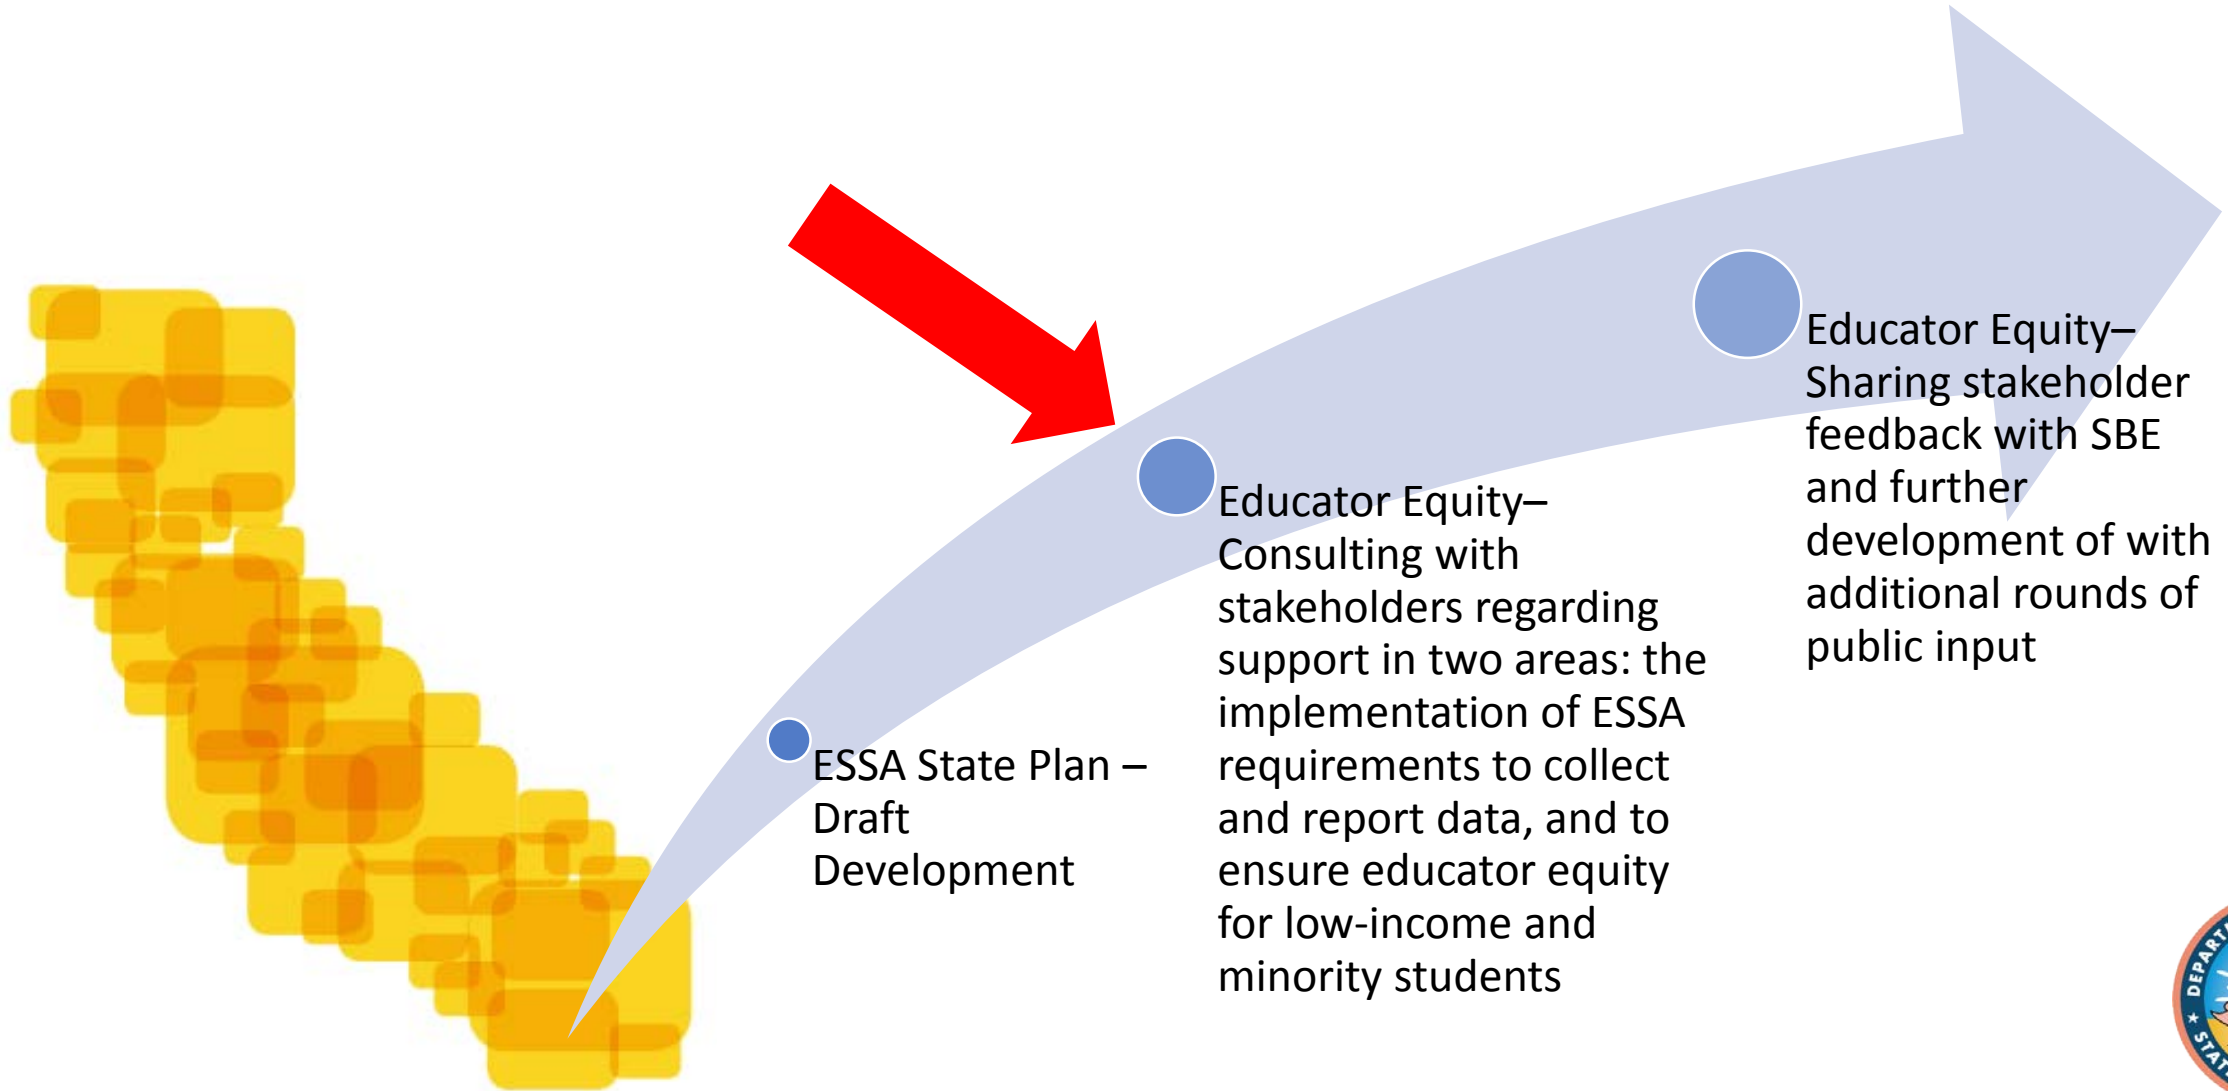 ESSA State Plan –
Draft
Development
Educator Equity–
Consulting with
stakeholders regarding
support in two areas: the
implementation of ESSA
requirements to collect
and report data, and to
ensure educator equity
for low-income and
minority students
Educator Equity–
Sharing stakeholder
feedback with SBE
and further
development of with
additional rounds of
public input